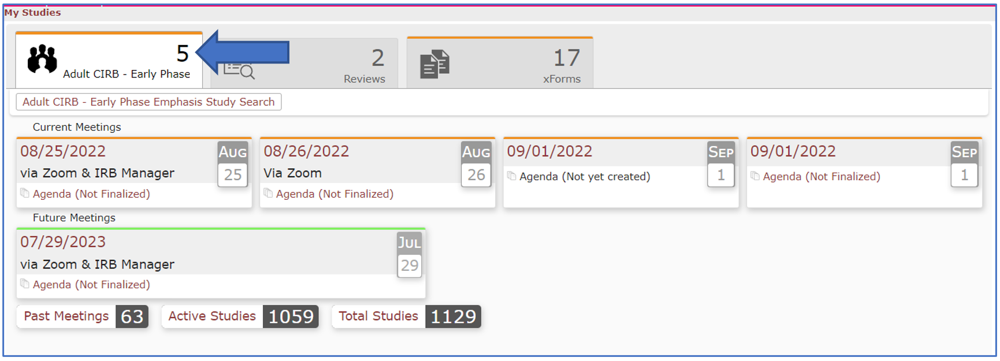 My Studies
5
Adult CIRB - Early Phase
2
Reviews
17
xForms
Adult CIRB - Early Phase Emphasis Study Search
Current Meetings
08/25/2022
AUG
25
via Zoom & IRB Manager
Agenda (Not Finalized)
08/26/2022
AUG
26
Via Zoom
Agenda (Not Finalized)
09/01/2022
SEP
1
Agenda (Not yet created)
09/01/2022
SEP
1
Agenda (Not Finalized)
Future Meetings
07/29/2023
JUL
29
via Zoom & IRB Manager
Agenda (Not Finalized)
Past Meetings 63
Active Studies 1059
Total Studies 1129